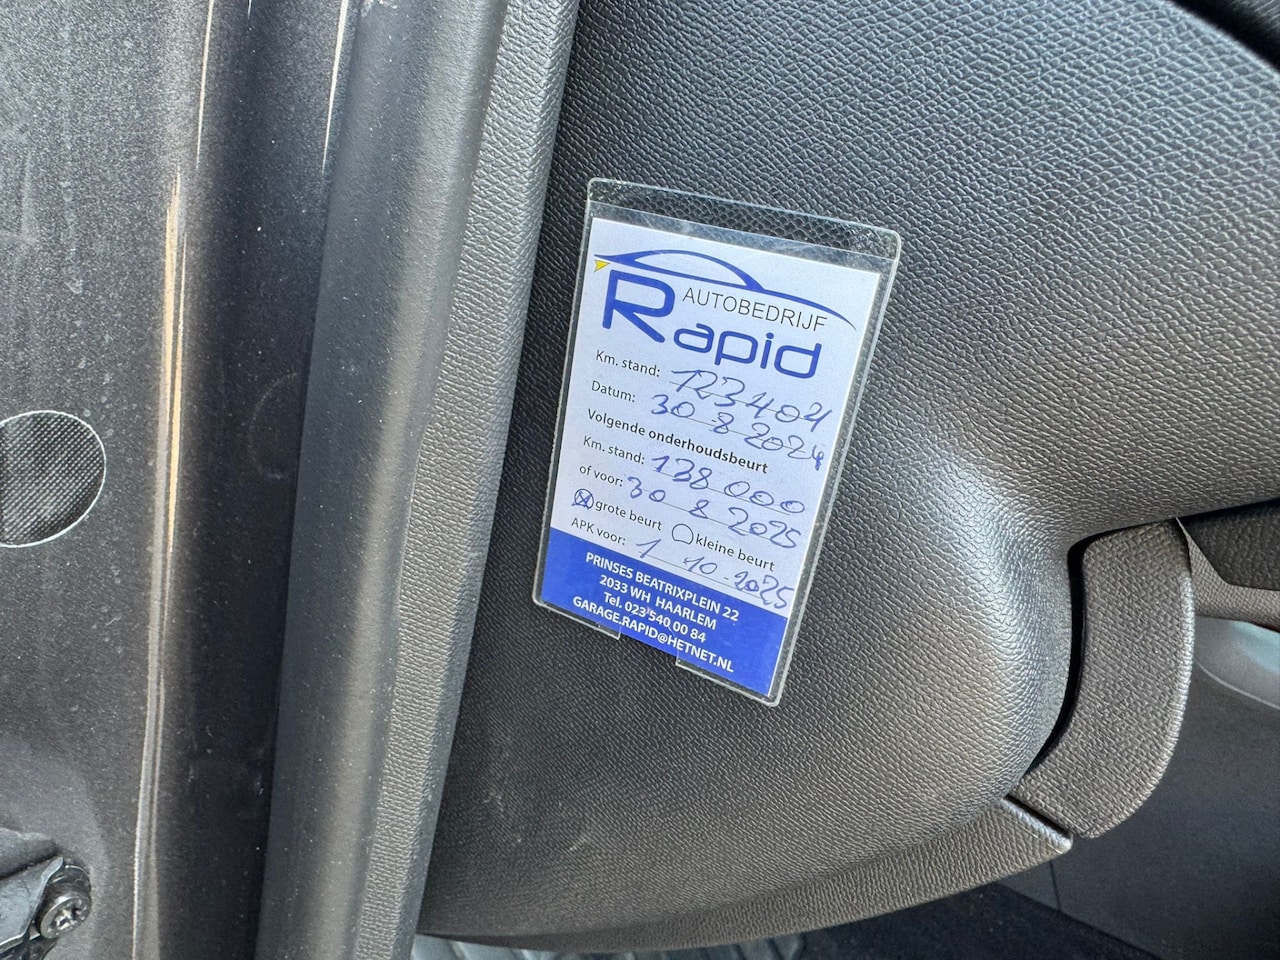 AUTOBEDRIJF
Rapid
Km. stand: 123404
Datum: 30-8-2024
Volgende onderhoudsbeurt
Km. stand: 138 000
of voor: 30 8 2025
grote beurt kleine beurt
APK voor: 1 10-2025
PRINSES BEATRIXPLEIN 22
2033 WH HAARLEM
Tel. 023 540 00 84
GARAGE.RAPID@HETNET.NL